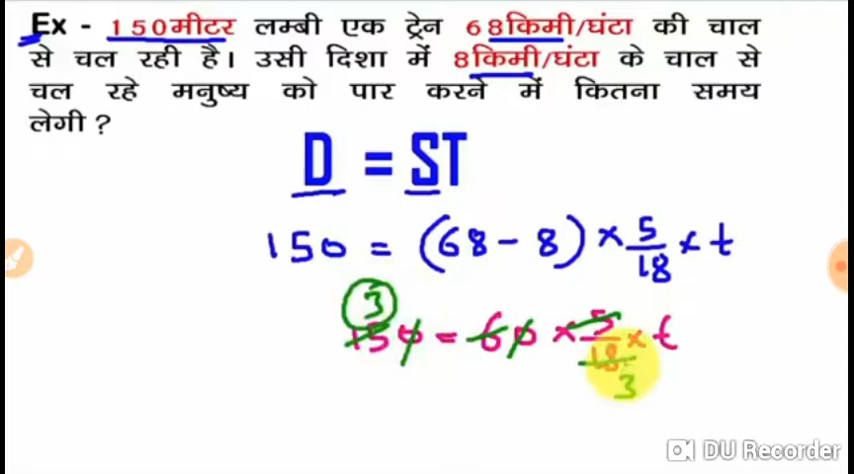 Ex - 150मीटर लम्बी एक ट्रेन 68किमी/घंटा की चाल
से चल रही है। उसी दिशा में 8किमी/घंटा के चाल से
चल रहे मनुष्य को पार करने में कितना समय
लेगी ?
D = ST
150 = (68 - 8) × 5/18 × t
3
150 = 60 × 5/18 × t
3
DU Recorder